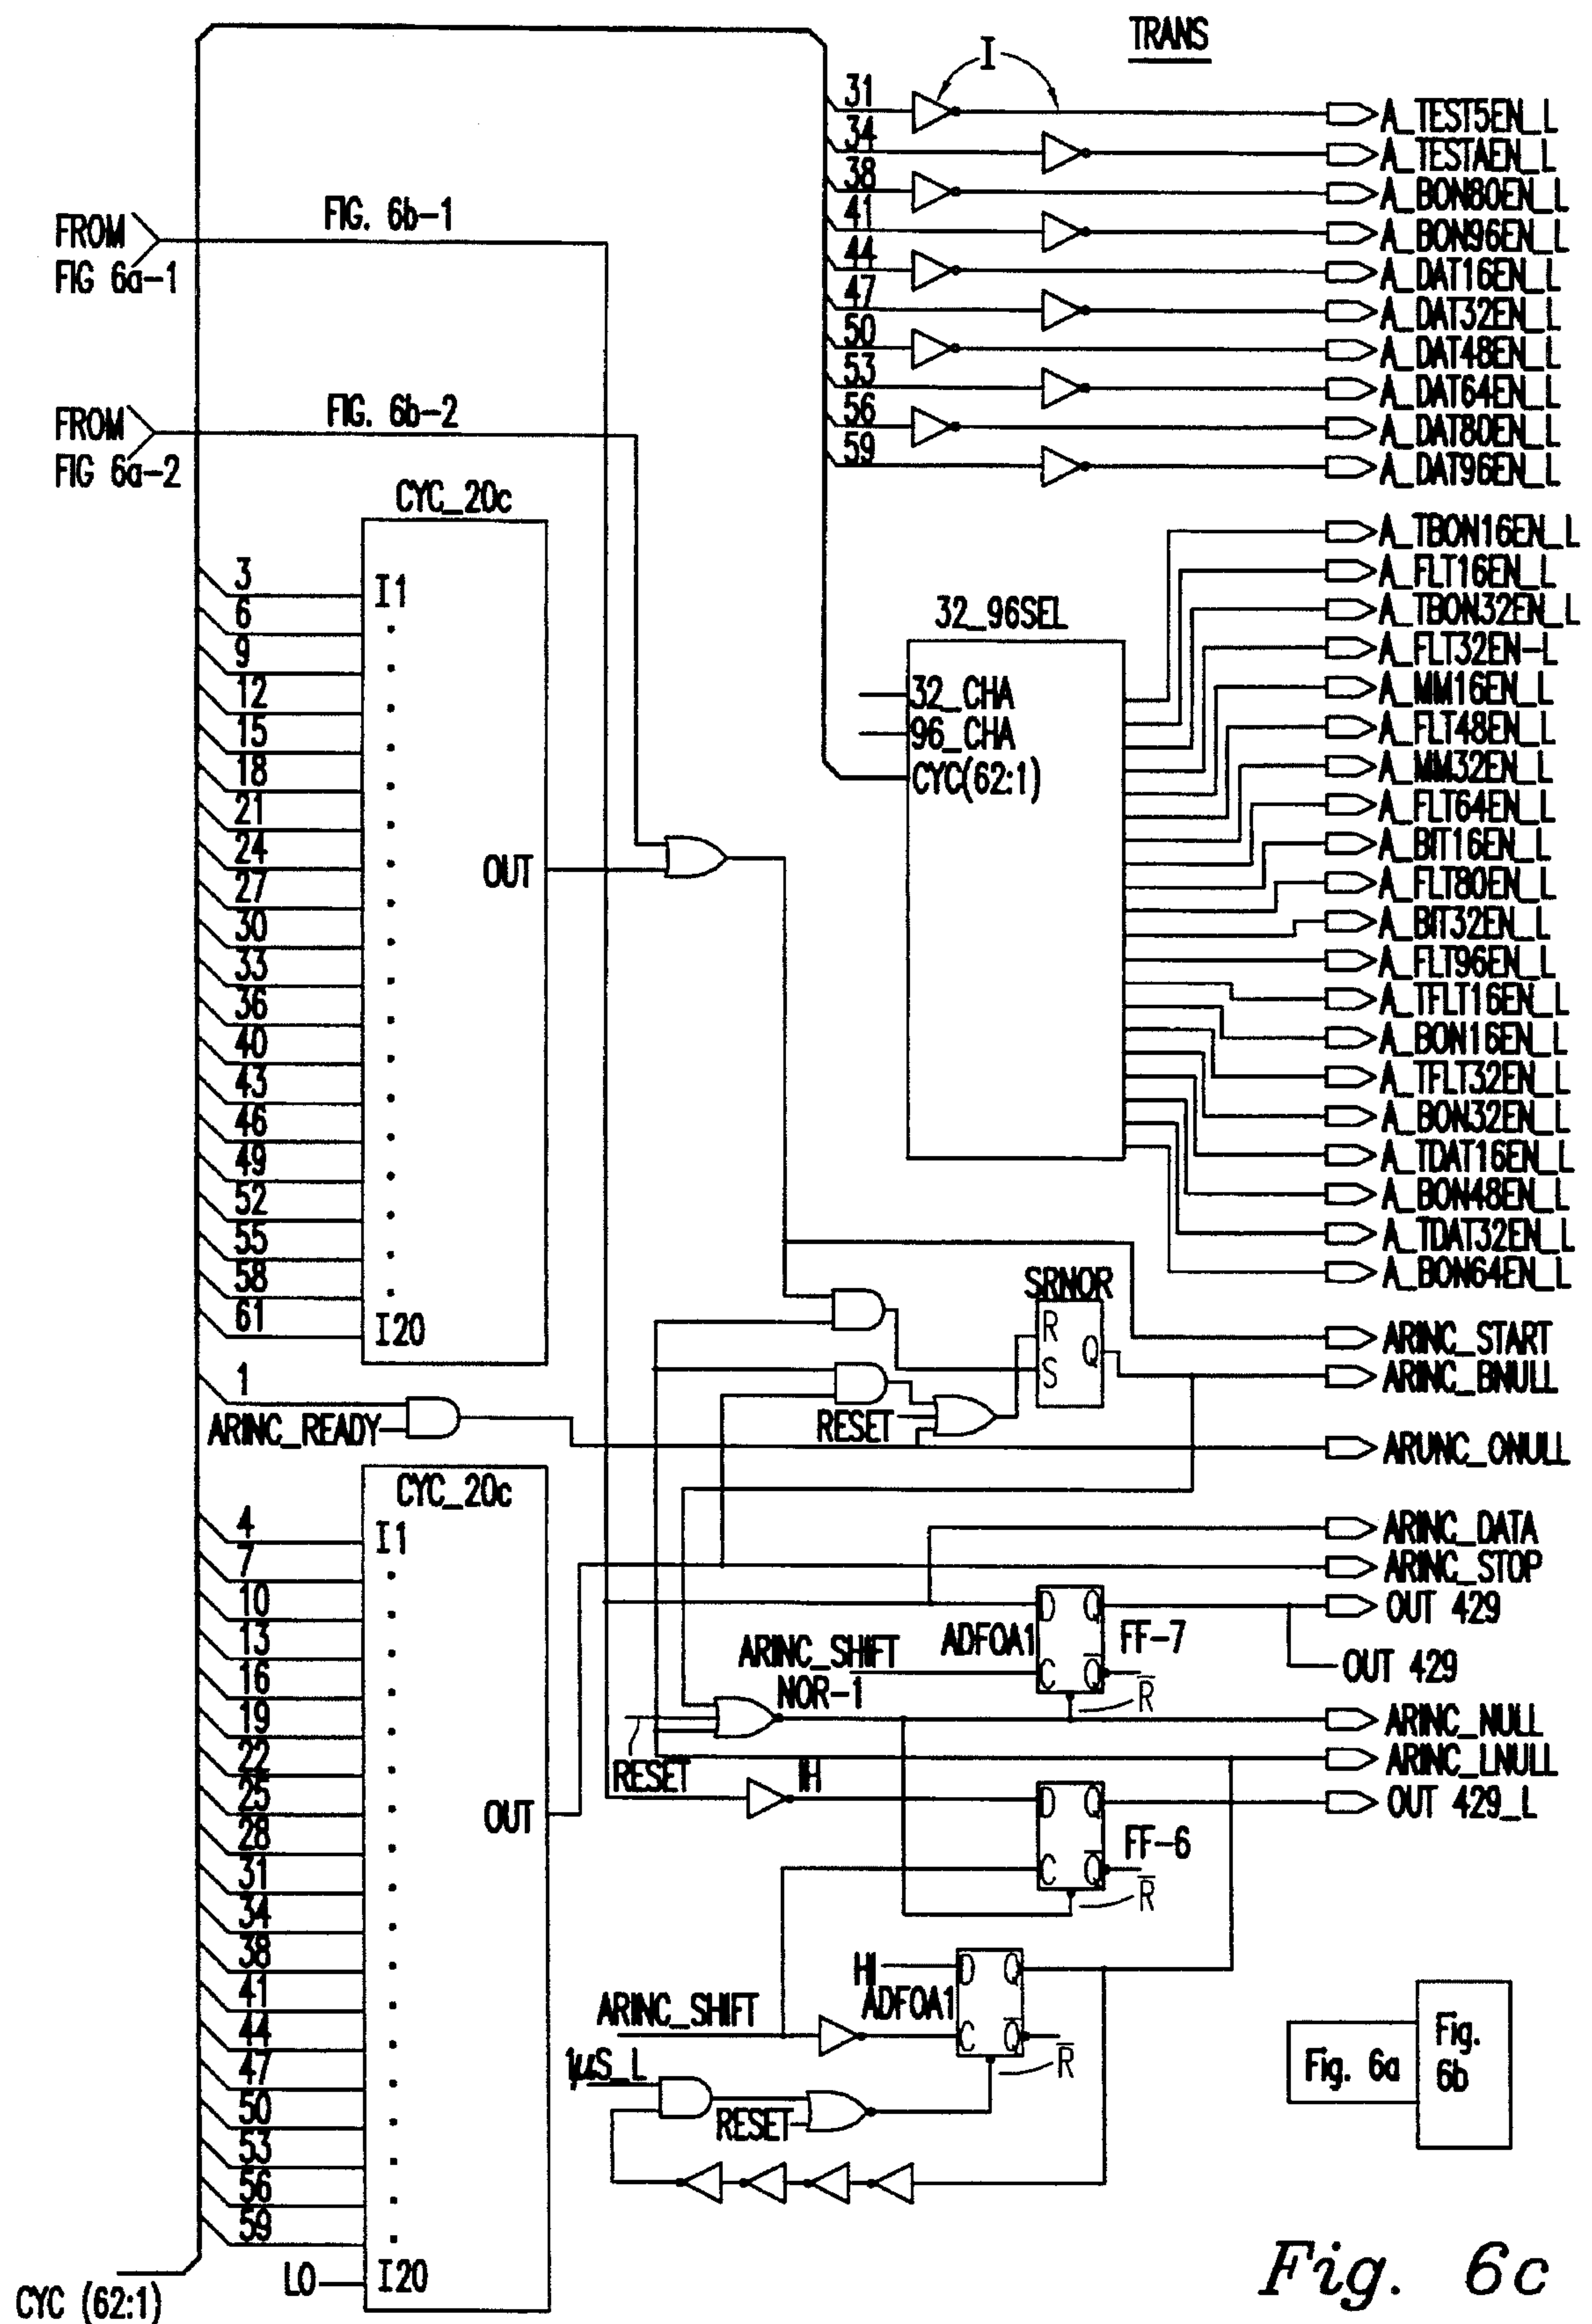 TRANS
I
31
34
38
41
44
47
50
53
56
59
A_TEST5EN_L
A_TESTAEN_L
A_BON80EN_L
A_BON96EN_L
A_DAT16EN_L
A_DAT32EN_L
A_DAT48EN_L
A_DAT64EN_L
A_DAT80EN_L
A_DAT96EN_L
FROM
FIG 6a-1
FIG. 6b-1
FROM
FIG 6a-2
FIG. 6b-2
CYC_20c
3
6
9
12
15
18
21
24
27
30
33
36
40
43
46
49
52
55
58
61
I1
OUT
I20
32_96SEL
32_CHA
96_CHA
CYC(62:1)
A_TBON16EN_L
A_FLT16EN_L
A_TBON32EN_L
A_FLT32EN-L
A_MM16EN_L
A_FLT48EN_L
A_MM32EN_L
A_FLT64EN_L
A_BIT16EN_L
A_FLT80EN_L
A_BIT32EN_L
A_FLT96EN_L
A_TFLT16EN_L
A_BON16EN_L
A_TFLT32EN_L
A_BON32EN_L
A_TDAT16EN_L
A_BON48EN_L
A_TDAT32EN_L
A_BON64EN_L
SRNOR
R
S
Q
ARINC_START
ARINC_BNULL
1
ARINC_READY
RESET
ARUNC_ONULL
CYC_20c
4
7
10
13
16
19
22
25
28
31
34
38
41
44
47
50
53
56
59
LO
I1
OUT
I20
CYC (62:1)
ARINC_DATA
ARINC_STOP
OUT 429
OUT 429
D
Q
ADFOA1
FF-7
C
Q̅
R̅
ARINC_SHIFT
NOR-1
RESET
ARINC_NULL
ARINC_LNULL
OUT 429_L
IH
D
Q
FF-6
C
Q̅
R̅
HI
D
Q
ADFOA1
C
Q̅
R̅
ARINC_SHIFT
1µS_L
RESET
Fig. 6a
Fig.
6b
Fig. 6c